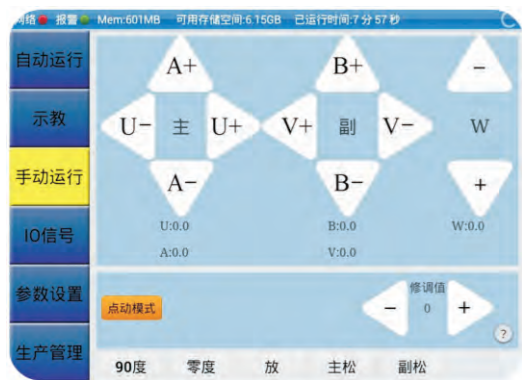 网络 报警 Mem:601MB 可用存储空间:6.15GB 已运行时间:7 分 57 秒
自动运行
示教
手动运行
IO信号
参数设置
生产管理
A+ B+ −
U− 主 U+ V+ 副 V− W
A− B− +
U:0.0 B:0.0 W:0.0
A:0.0 V:0.0
修调值
点动模式 − 0 +
?
90度 零度 放 主松 副松